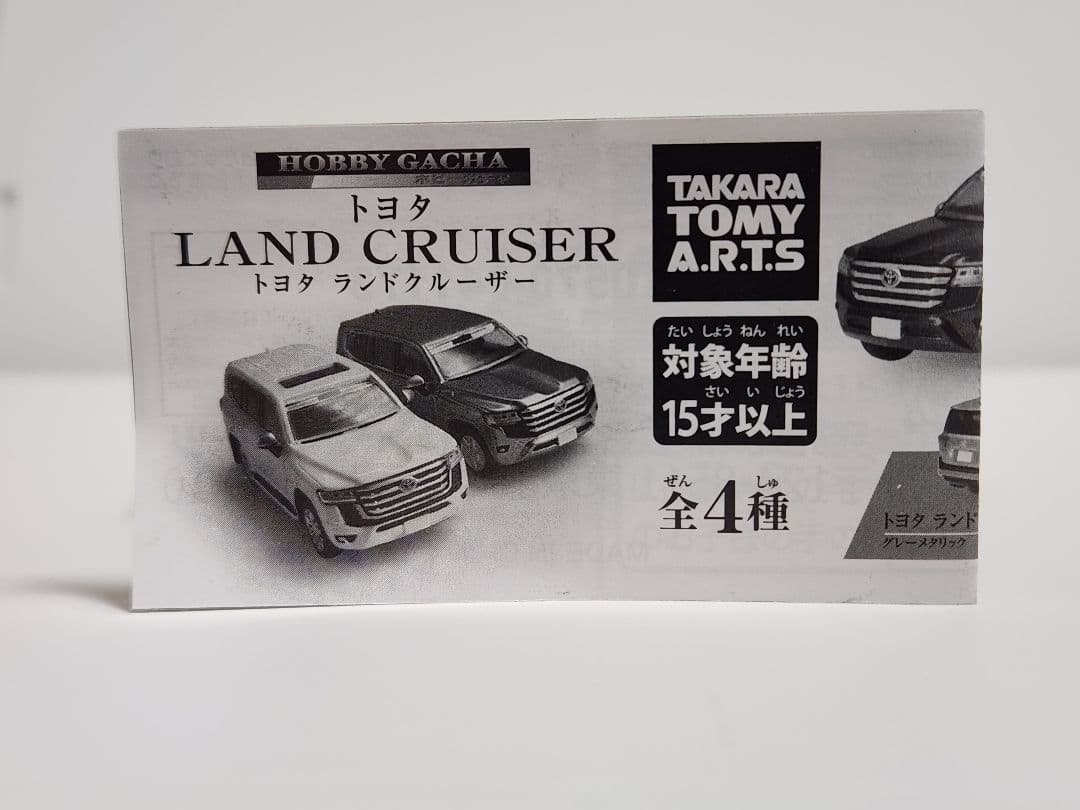 HOBBY GACHA
トヨタ
LAND CRUISER
トヨタ ランドクルーザー
TAKARA
TOMY
A.R.T.S
たい しょう ねん れい
対象年齢
さい い じょう
15才以上
ぜん しゅ
全4種
トヨタ ランド
グレーメタリック